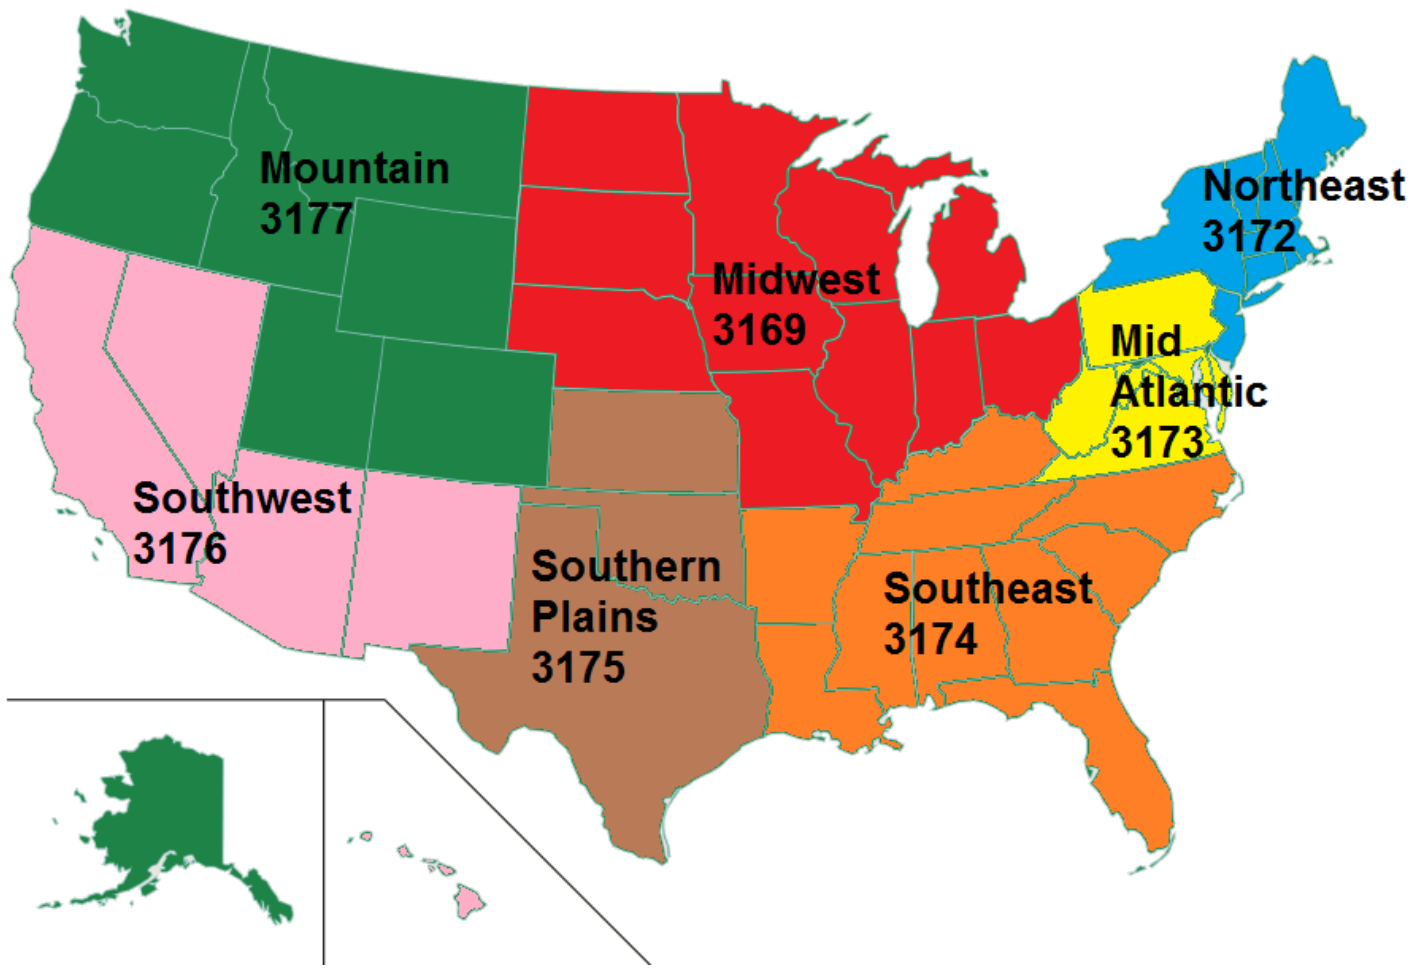 Mountain
3177
Northeast
3172
Midwest
3169
Mid
Atlantic
3173
Southwest
3176
Southern
Plains
3175
Southeast
3174